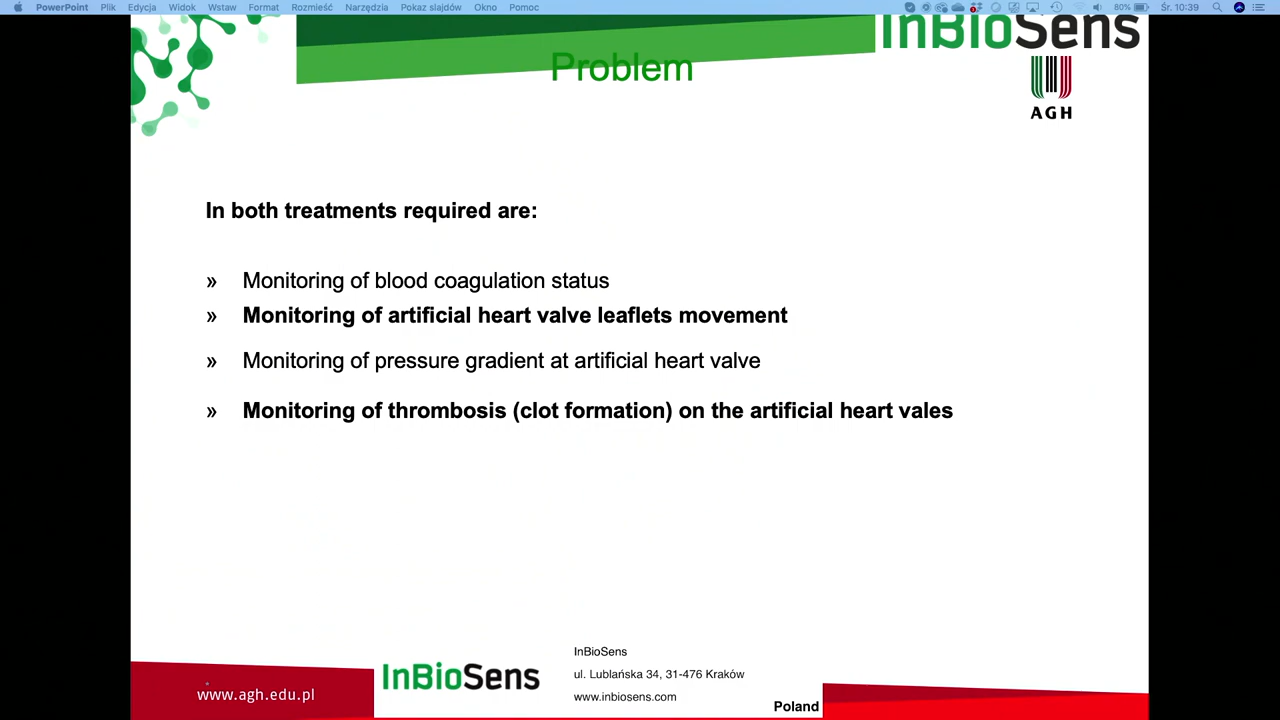 PowerPoint Plik Edycja Widok Wstaw Format Rozmieść Narzędzia Pokaz slajdów Okno Pomoc 80% Śr. 10:39
InBioSens
Problem
AGH
In both treatments required are:
» Monitoring of blood coagulation status
» Monitoring of artificial heart valve leaflets movement
» Monitoring of pressure gradient at artificial heart valve
» Monitoring of thrombosis (clot formation) on the artificial heart vales
www.agh.edu.pl
InBioSens
InBioSens
ul. Lublańska 34, 31-476 Kraków
www.inbiosens.com
Poland